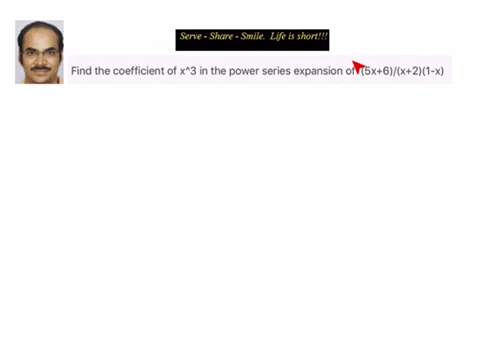 Serve - Share - Smile. Life is short!!!
Find the coefficient of x^3 in the power series expansion of (5x+6)/(x+2)(1-x)